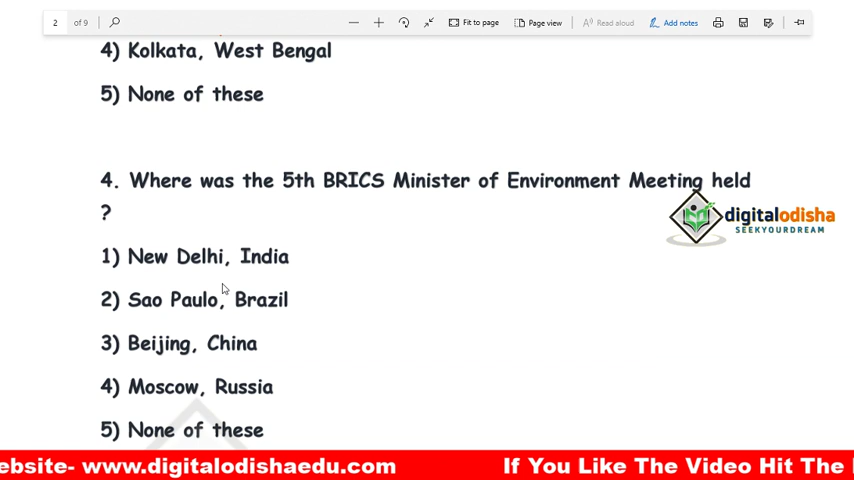 2 of 9
Fit to page
Page view
Read aloud
Add notes
4) Kolkata, West Bengal
5) None of these
4. Where was the 5th BRICS Minister of Environment Meeting held
?
digitalodisha
SEEKYOURDREAM
1) New Delhi, India
2) Sao Paulo, Brazil
3) Beijing, China
4) Moscow, Russia
5) None of these
ebsite- www.digitalodishaedu.com If You Like The Video Hit The